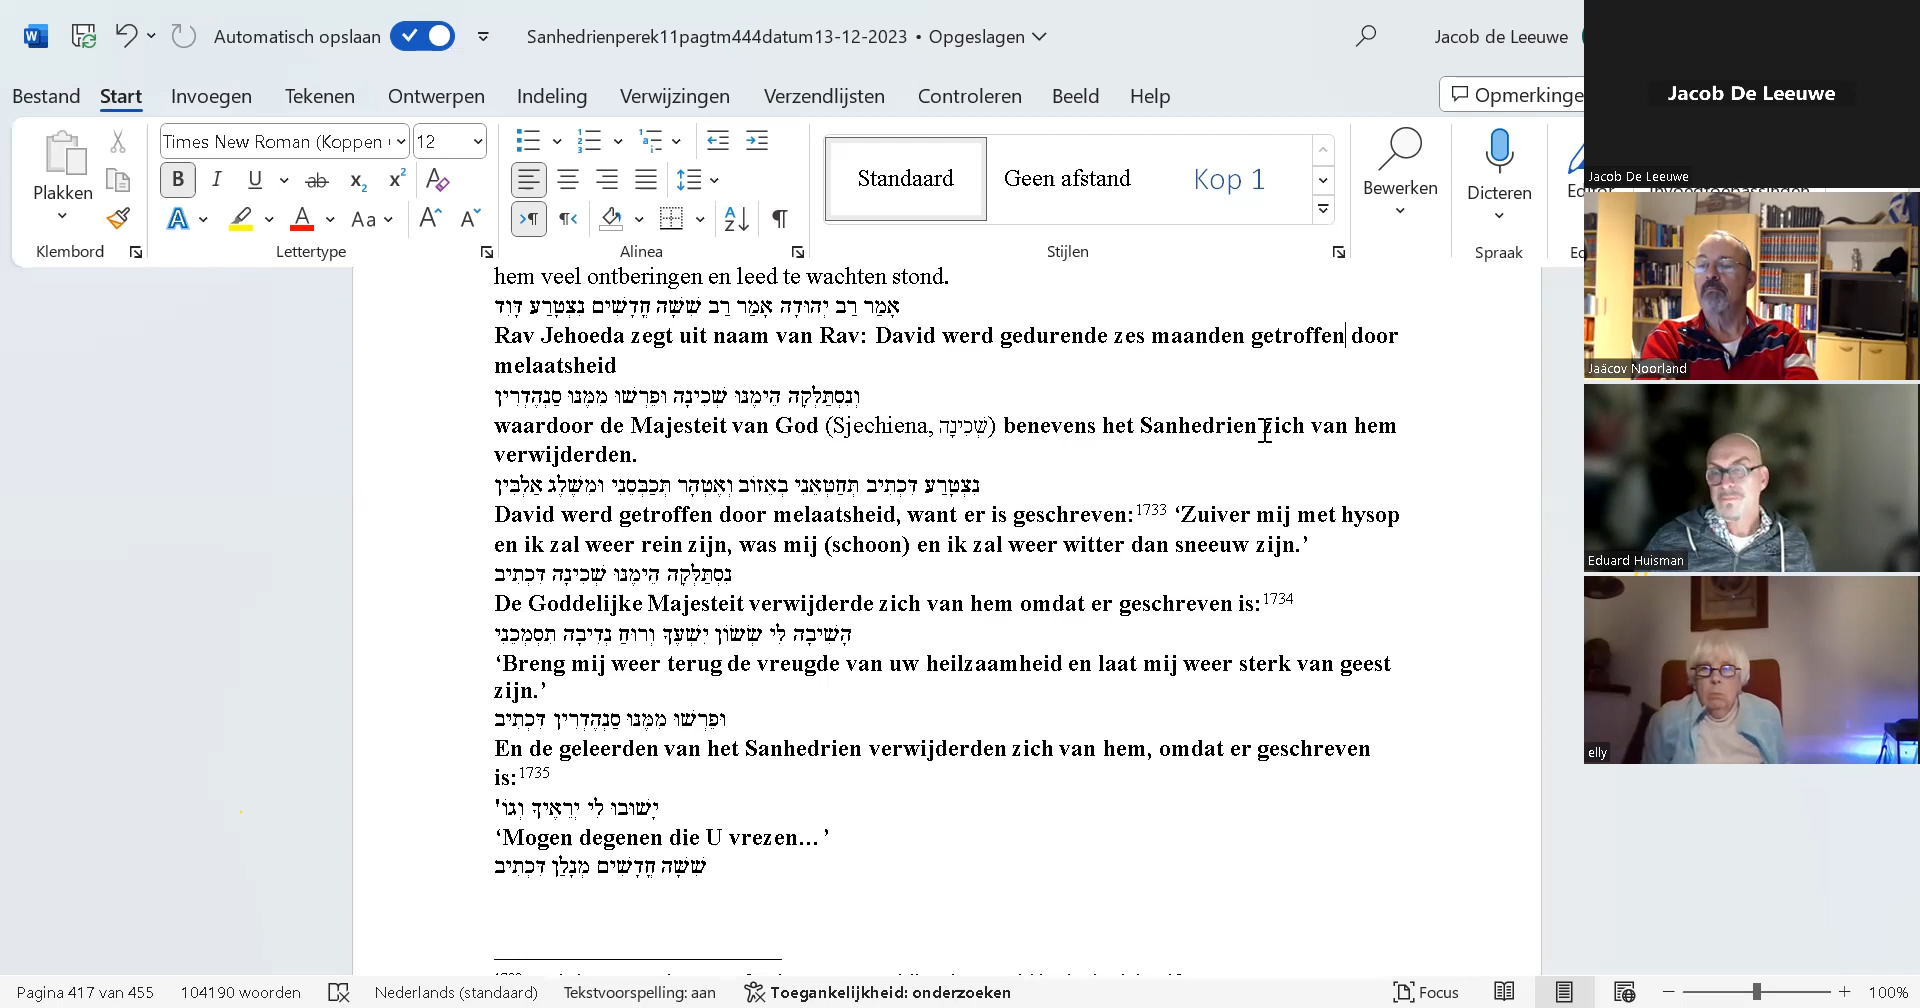 Automatisch opslaan
Sanhedrienperek11pagtm444datum13-12-2023 • Opgeslagen
Jacob de Leeuwe
Bestand Start Invoegen Tekenen Ontwerpen Indeling Verwijzingen Verzendlijsten Controleren Beeld Help
Opmerkinge
Times New Roman (Koppen
12
Plakken
Klembord
Lettertype
Alinea
Standaard
Geen afstand
Kop 1
Stijlen
Bewerken
Dicteren
Spraak
hem veel ontberingen en leed te wachten stond.
אָמַר רַב יְהוּדָה אָמַר רַב שִׁשָּׁה חֳדָשִׁים נִצְטָרַע דָּוִד
Rav Jehoeda zegt uit naam van Rav: David werd gedurende zes maanden getroffen door
melaatsheid
וְנִסְתַּלְּקָה הֵימֶנּוּ שְׁכִינָה וּפֵרְשׁוּ מִמֶּנּוּ סַנְהֶדְרִין
waardoor de Majesteit van God (Sjechiena, שְׁכִינָה) benevens het Sanhedrien zich van hem
verwijderden.
נִצְטָרַע דִּכְתִיב תְּחַטְּאֵנִי בְאֵזוֹב וְאֶטְהָר תְּכַבְּסֵנִי וּמִשֶּׁלֶג אַלְבִּין
David werd getroffen door melaatsheid, want er is geschreven:1733 ‘Zuiver mij met hysop
en ik zal weer rein zijn, was mij (schoon) en ik zal weer witter dan sneeuw zijn.’
נִסְתַּלְּקָה הֵימֶנּוּ שְׁכִינָה דִּכְתִיב
De Goddelijke Majesteit verwijderde zich van hem omdat er geschreven is:1734
הָשִׁיבָה לִּי שְׂשׂוֹן יִשְׁעֶךָ וְרוּחַ נְדִיבָה תִסְמְכֵנִי
‘Breng mij weer terug de vreugde van uw heilzaamheid en laat mij weer sterk van geest
zijn.’
וּפֵרְשׁוּ מִמֶּנּוּ סַנְהֶדְרִין דִּכְתִיב
En de geleerden van het Sanhedrien verwijderden zich van hem, omdat er geschreven
is:1735
יָשׁוּבוּ לִי יְרֵאֶיךָ וְגוֹ'
‘Mogen degenen die U vrezen…’
שִׁשָּׁה חֳדָשִׁים מְנָלַן דִּכְתִיב
Jacob De Leeuwe
Jacob De Leeuwe
Jaäcov Noorland
Eduard Huisman
elly
Pagina 417 van 455 104190 woorden Nederlands (standaard) Tekstvoorspelling: aan Toegankelijkheid: onderzoeken Focus 100%